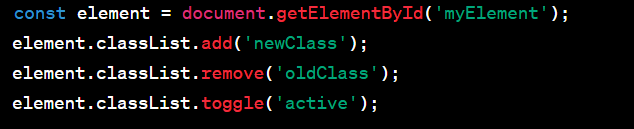 const element = document.getElementById('myElement');
element.classList.add('newClass');
element.classList.remove('oldClass');
element.classList.toggle('active');